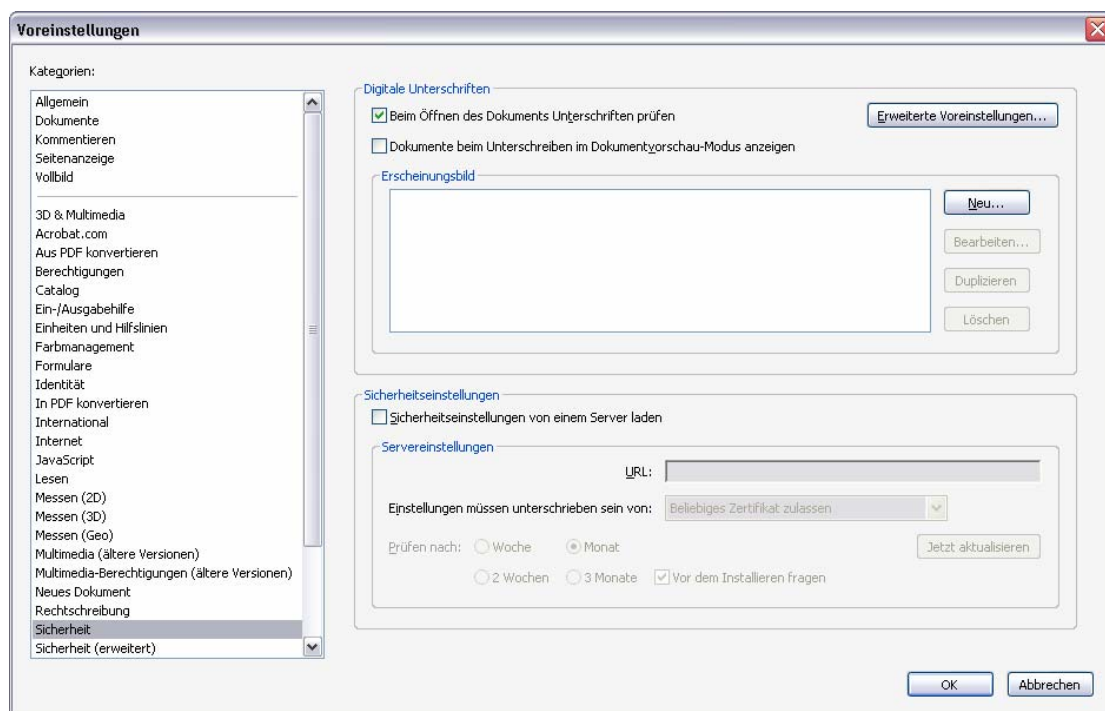 Voreinstellungen
Kategorien:
Allgemein
Dokumente
Kommentieren
Seitenanzeige
Vollbild
3D & Multimedia
Acrobat.com
Aus PDF konvertieren
Berechtigungen
Catalog
Ein-/Ausgabehilfe
Einheiten und Hilfslinien
Farbmanagement
Formulare
Identität
In PDF konvertieren
International
Internet
JavaScript
Lesen
Messen (2D)
Messen (3D)
Messen (Geo)
Multimedia (ältere Versionen)
Multimedia-Berechtigungen (ältere Versionen)
Neues Dokument
Rechtschreibung
Sicherheit
Sicherheit (erweitert)
Digitale Unterschriften
Beim Öffnen des Dokuments Unterschriften prüfen
Erweiterte Voreinstellungen...
Dokumente beim Unterschreiben im Dokumentvorschau-Modus anzeigen
Erscheinungsbild
Neu...
Bearbeiten...
Duplizieren
Löschen
Sicherheitseinstellungen
Sicherheitseinstellungen von einem Server laden
Servereinstellungen
URL:
Einstellungen müssen unterschrieben sein von: Beliebiges Zertifikat zulassen
Prüfen nach: Woche Monat Jetzt aktualisieren
2 Wochen 3 Monate Vor dem Installieren fragen
OK Abbrechen